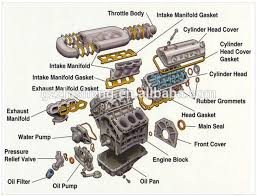 Throttle Body
Intake Manifold Gasket
Cylinder Head Cover
Cylinder Head Cover
Gasket
Intake Manifold
Intake Manifold Gasket
Cylinder Head
Exhaust Manifold Gasket
Rubber Grommets
Exhaust
Manifold
Head Gasket
Main Seal
Water Pump
Front Cover
Pressure
Relief Valve
Engine Block
Oil Filter
Oil Pump
Oil Pan